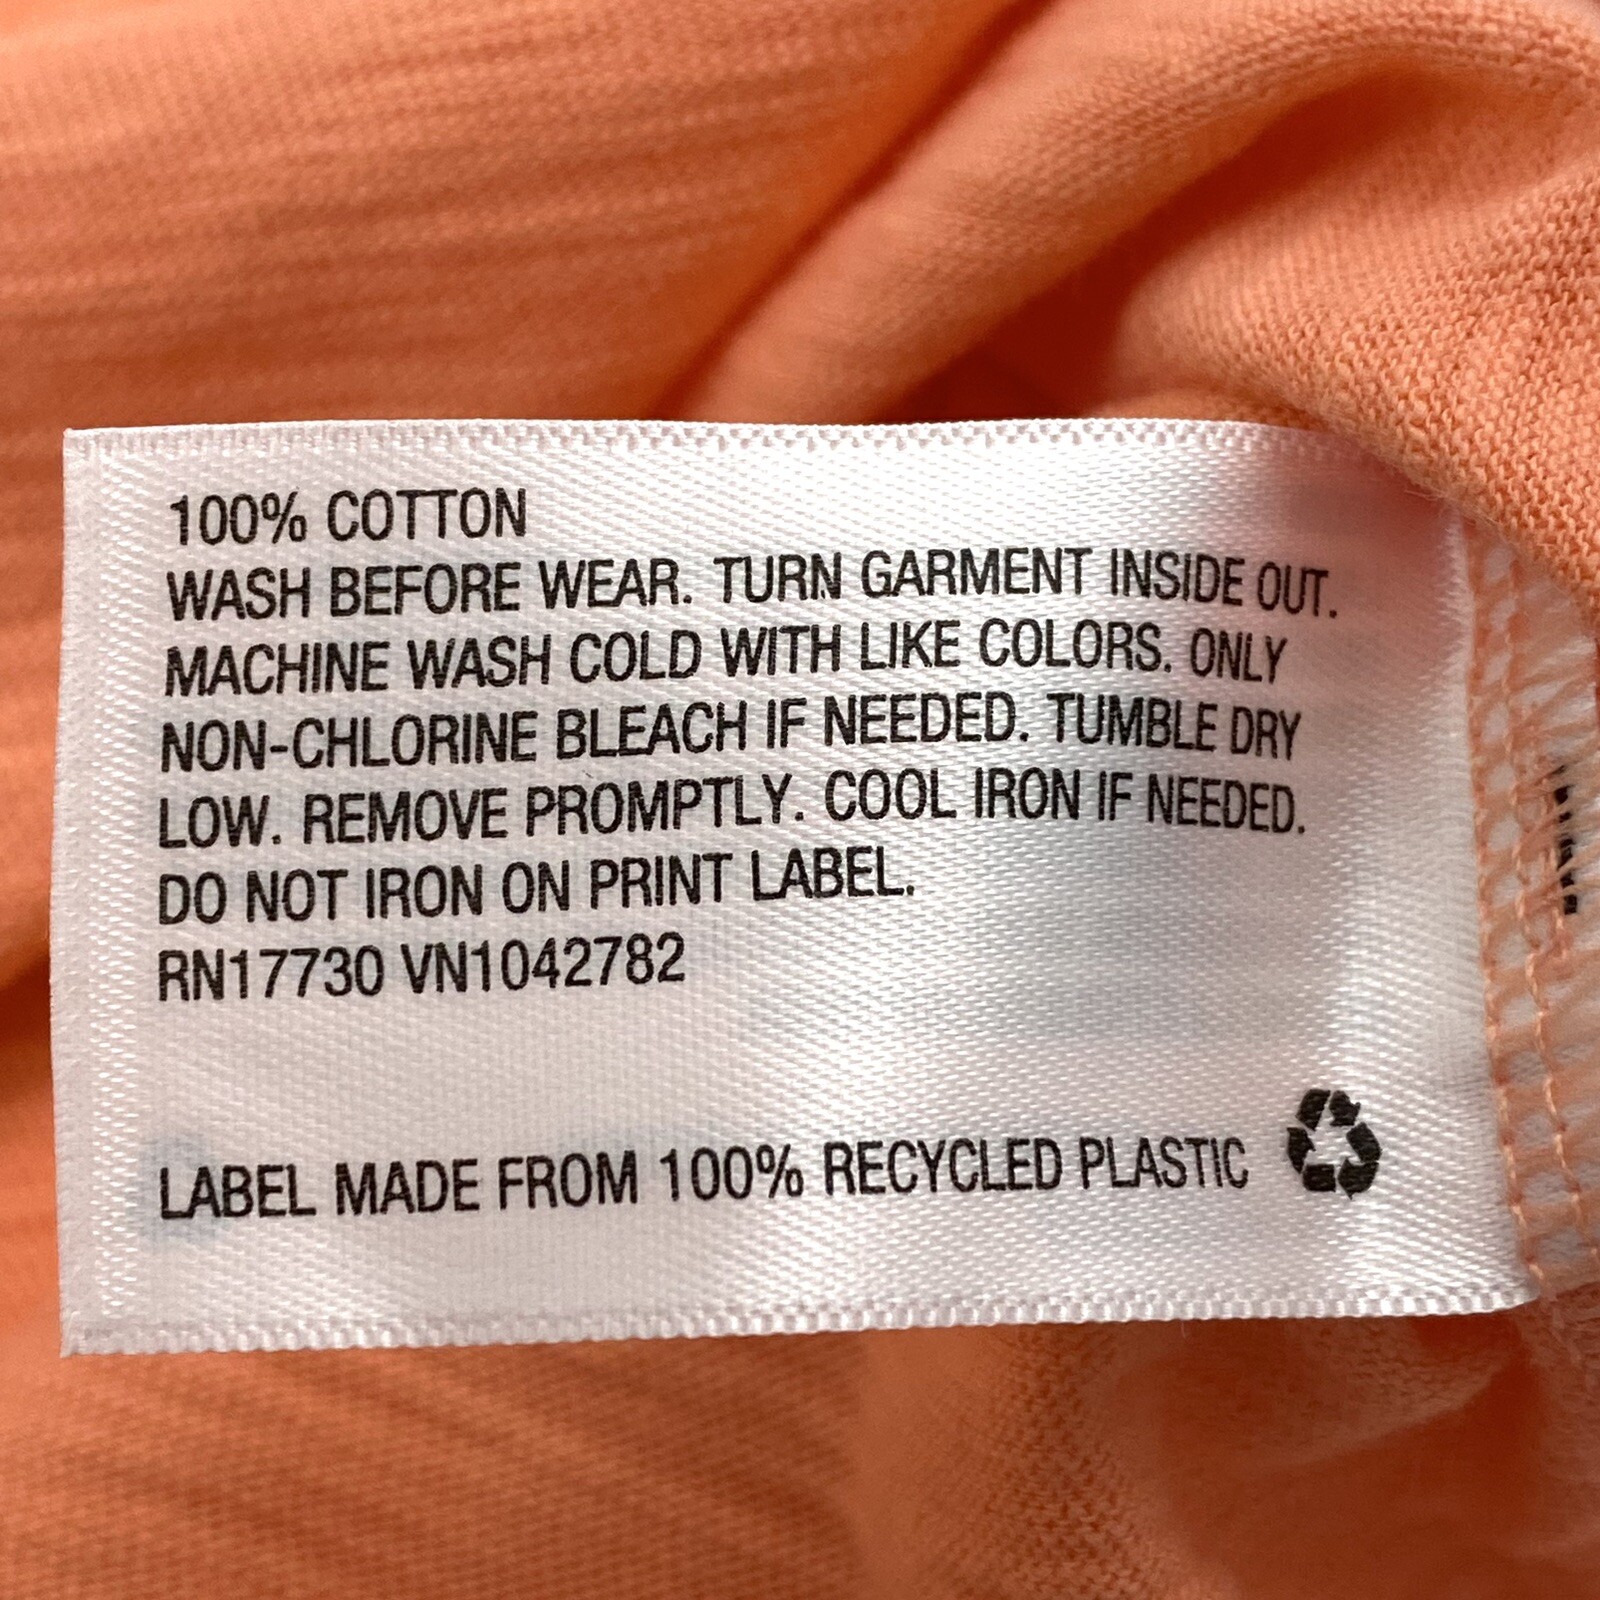 100% COTTON
WASH BEFORE WEAR. TURN GARMENT INSIDE OUT.
MACHINE WASH COLD WITH LIKE COLORS. ONLY
NON-CHLORINE BLEACH IF NEEDED. TUMBLE DRY
LOW. REMOVE PROMPTLY. COOL IRON IF NEEDED.
DO NOT IRON ON PRINT LABEL.
RN17730 VN1042782
LABEL MADE FROM 100% RECYCLED PLASTIC